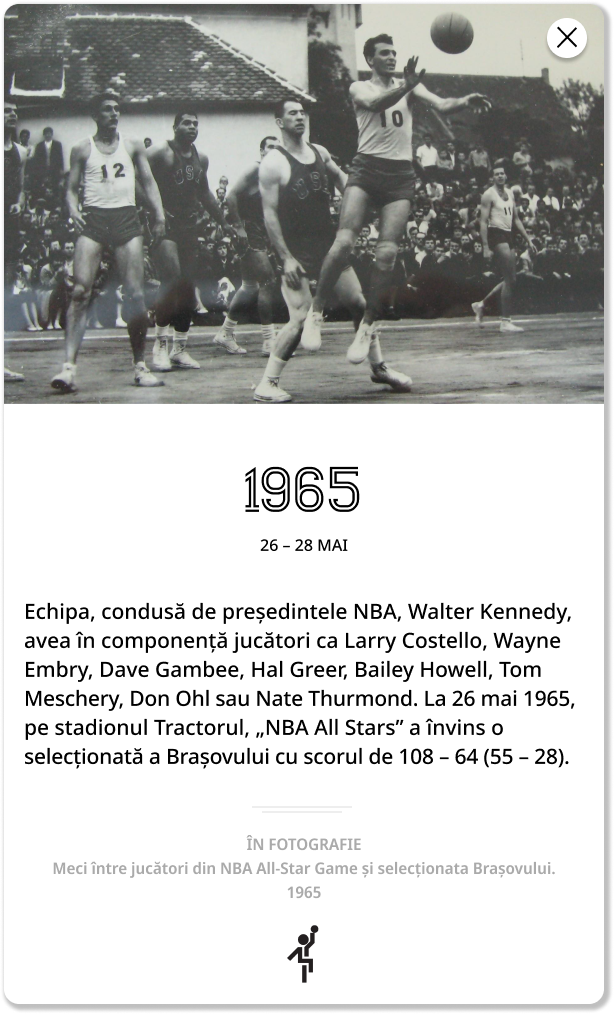 12
10
11
1965
26 – 28 MAI
Echipa, condusă de președintele NBA, Walter Kennedy,
avea în componență jucători ca Larry Costello, Wayne
Embry, Dave Gambee, Hal Greer, Bailey Howell, Tom
Meschery, Don Ohl sau Nate Thurmond. La 26 mai 1965,
pe stadionul Tractorul, „NBA All Stars” a învins o
selecționată a Brașovului cu scorul de 108 – 64 (55 – 28).
ÎN FOTOGRAFIE
Meci între jucători din NBA All-Star Game și selecționata Brașovului.
1965